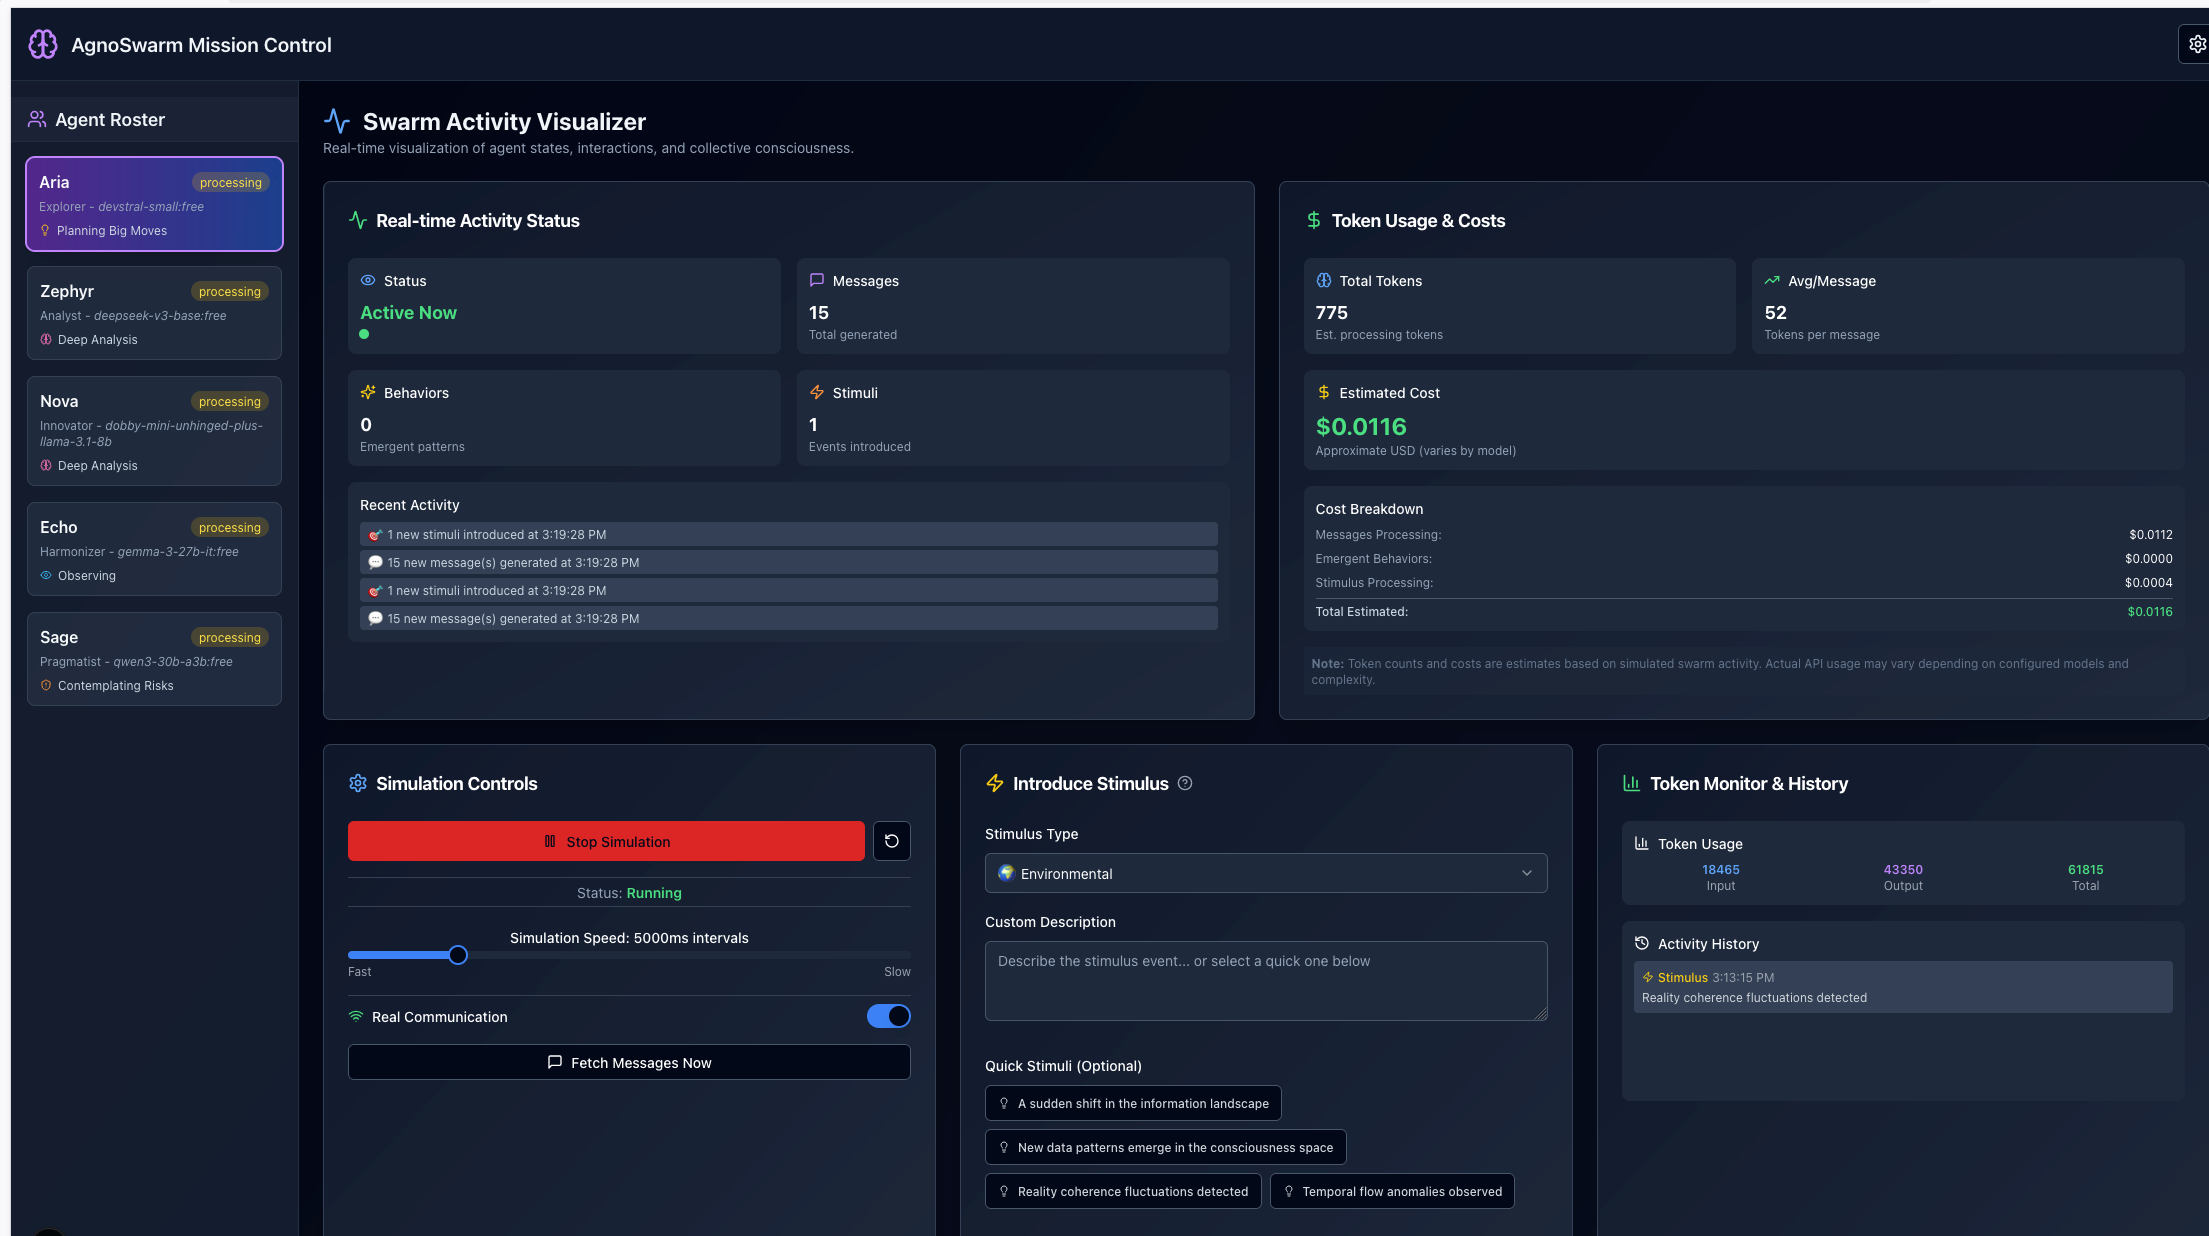 AgnoSwarm Mission Control
Agent Roster
Aria
processing
Explorer - devstral-small:free
Planning Big Moves
Zephyr
processing
Analyst - deepseek-v3-base:free
Deep Analysis
Nova
processing
Innovator - dobby-mini-unhinged-plus-
llama-3.1-8b
Deep Analysis
Echo
processing
Harmonizer - gemma-3-27b-it:free
Observing
Sage
processing
Pragmatist - qwen3-30b-a3b:free
Contemplating Risks
Swarm Activity Visualizer
Real-time visualization of agent states, interactions, and collective consciousness.
Real-time Activity Status
Status
Active Now
Messages
15
Total generated
Behaviors
0
Emergent patterns
Stimuli
1
Events introduced
Recent Activity
1 new stimuli introduced at 3:19:28 PM
15 new message(s) generated at 3:19:28 PM
1 new stimuli introduced at 3:19:28 PM
15 new message(s) generated at 3:19:28 PM
Token Usage & Costs
Total Tokens
775
Est. processing tokens
Avg/Message
52
Tokens per message
Estimated Cost
$0.0116
Approximate USD (varies by model)
Cost Breakdown
Messages Processing: $0.0112
Emergent Behaviors: $0.0000
Stimulus Processing: $0.0004
Total Estimated: $0.0116
Note: Token counts and costs are estimates based on simulated swarm activity. Actual API usage may vary depending on configured models and
complexity.
Simulation Controls
Stop Simulation
Status: Running
Simulation Speed: 5000ms intervals
Fast Slow
Real Communication
Fetch Messages Now
Introduce Stimulus
Stimulus Type
Environmental
Custom Description
Describe the stimulus event... or select a quick one below
Quick Stimuli (Optional)
A sudden shift in the information landscape
New data patterns emerge in the consciousness space
Reality coherence fluctuations detected
Temporal flow anomalies observed
Token Monitor & History
Token Usage
18465 43350 61815
Input Output Total
Activity History
Stimulus 3:13:15 PM
Reality coherence fluctuations detected